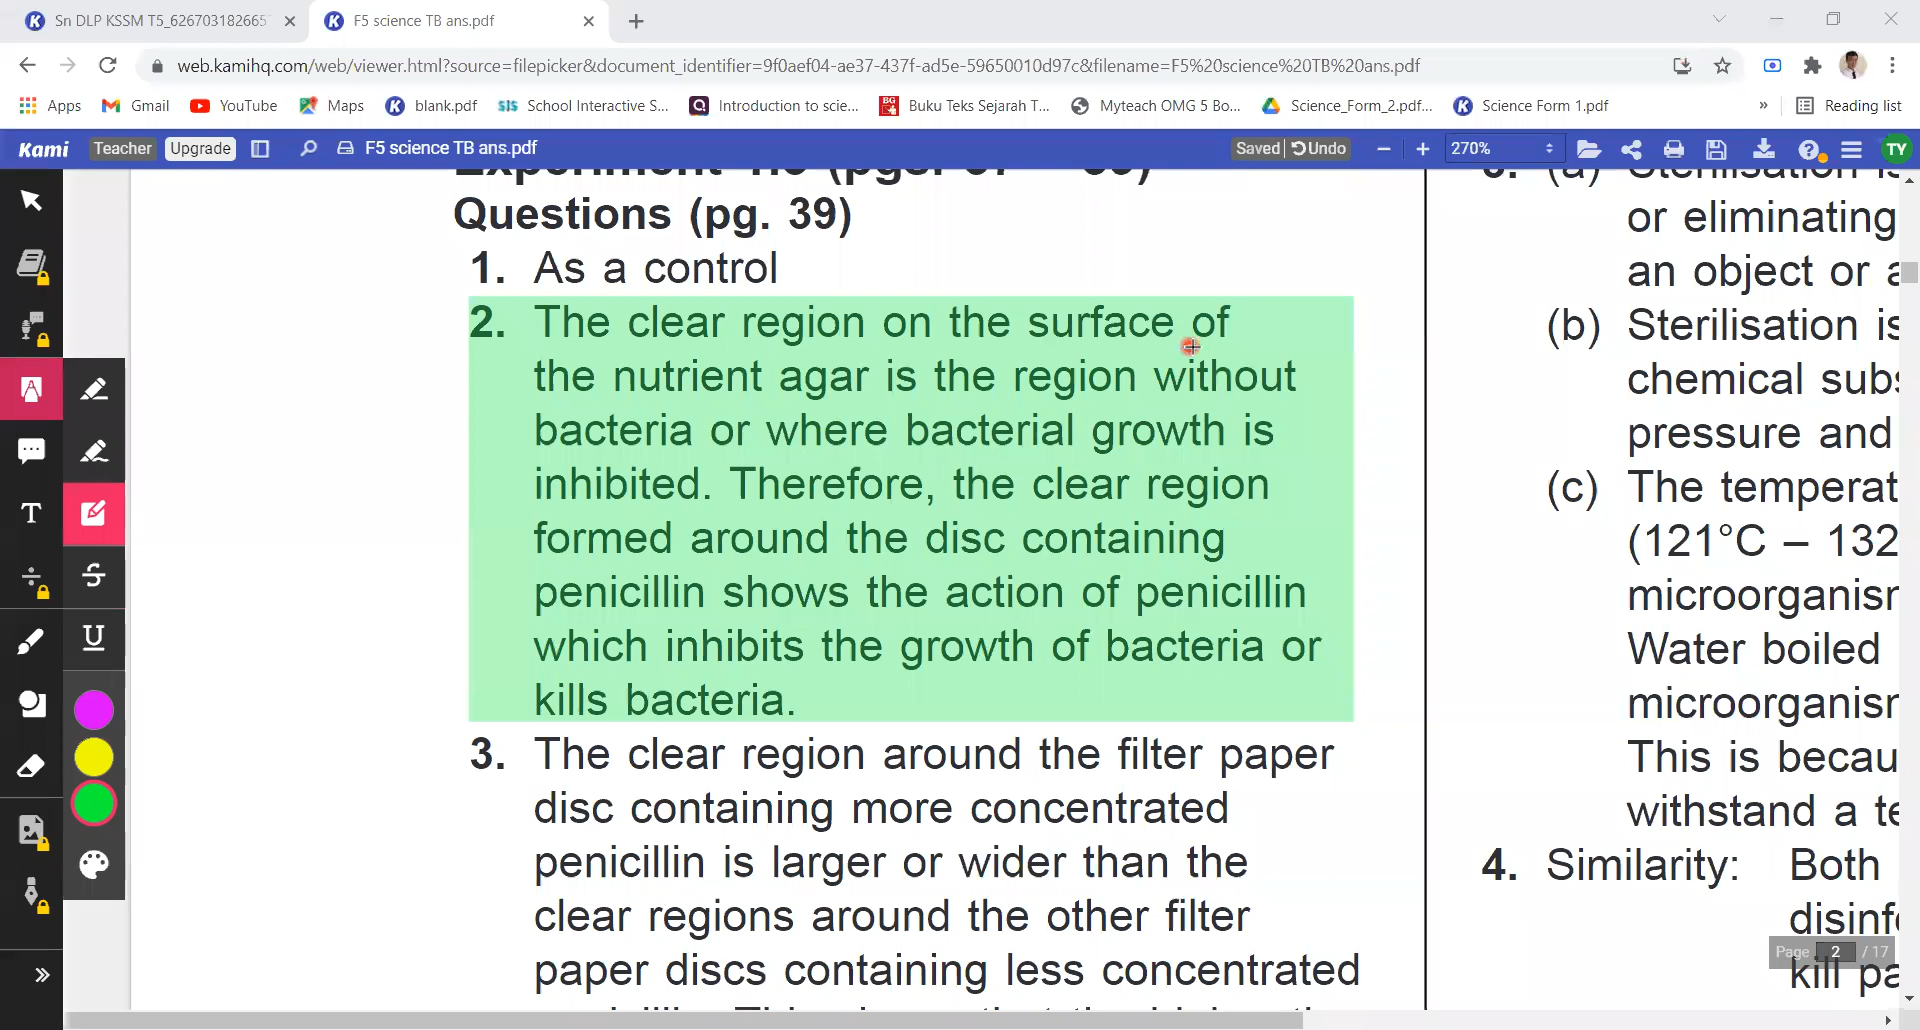 Sn DLP KSSM T5_626703182665
F5 science TB ans.pdf
web.kamihq.com/web/viewer.html?source=filepicker&document_identifier=9f0aef04-ae37-437f-ad5e-59650010d97c&filename=F5%20science%20TB%20ans.pdf
Apps Gmail YouTube Maps blank.pdf SIS School Interactive S... Introduction to scie... BG Buku Teks Sejarah T... Myteach OMG 5 Bo... Science_Form_2.pdf... Science Form 1.pdf » Reading list
Kami Teacher Upgrade F5 science TB ans.pdf Saved Undo 270% TY
Questions (pg. 39)
1. As a control
2. The clear region on the surface of
the nutrient agar is the region without
bacteria or where bacterial growth is
inhibited. Therefore, the clear region
formed around the disc containing
penicillin shows the action of penicillin
which inhibits the growth of bacteria or
kills bacteria.
3. The clear region around the filter paper
disc containing more concentrated
penicillin is larger or wider than the
clear regions around the other filter
paper discs containing less concentrated
or eliminating
an object or
(b) Sterilisation is
chemical subs
pressure and
(c) The temperat
(121°C – 132
microorganisr
Water boiled
microorganisr
This is becau
withstand a te
4. Similarity: Both
disinfe
kill pa
Page 2 / 17